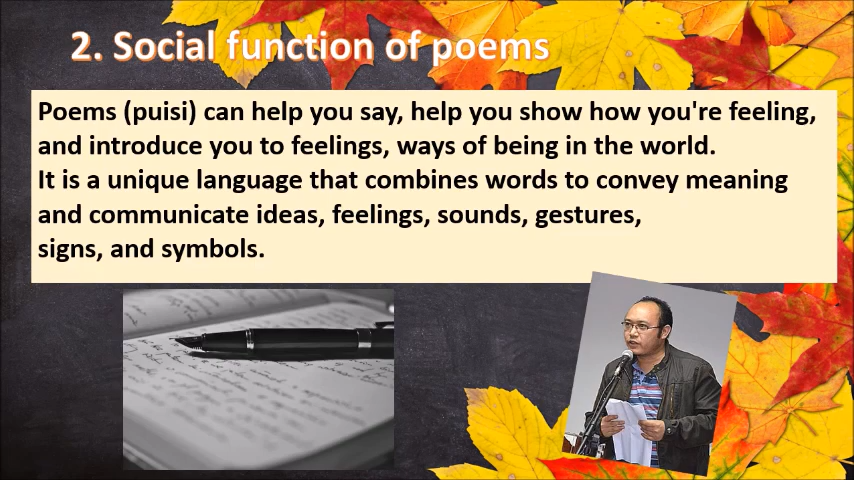 2. Social function of poems
Poems (puisi) can help you say, help you show how you're feeling,
and introduce you to feelings, ways of being in the world.
It is a unique language that combines words to convey meaning
and communicate ideas, feelings, sounds, gestures,
signs, and symbols.